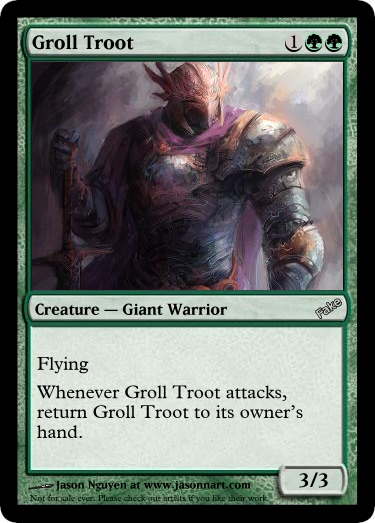 Groll Troot 1
Creature — Giant Warrior Fake
Flying
Whenever Groll Troot attacks,
return Groll Troot to its owner's
hand.
Jason Nguyen at www.jasonnart.com
Not for sale ever. Please check our artists if you like their work.
3/3